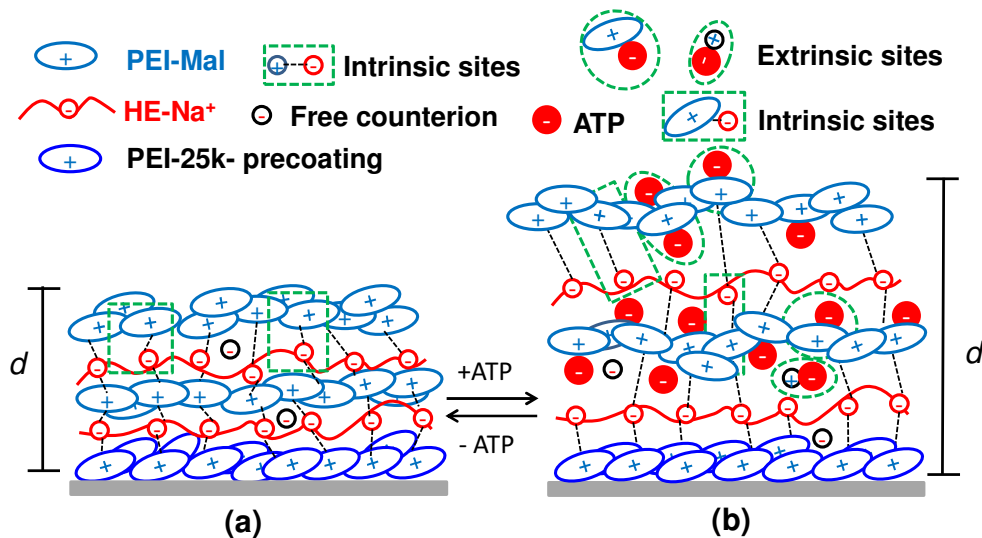 PEI-Mal
Intrinsic sites
HE-Na⁺
Free counterion
PEI-25k- precoating
Extrinsic sites
ATP
Intrinsic sites
d
+ATP
- ATP
d
(a)
(b)